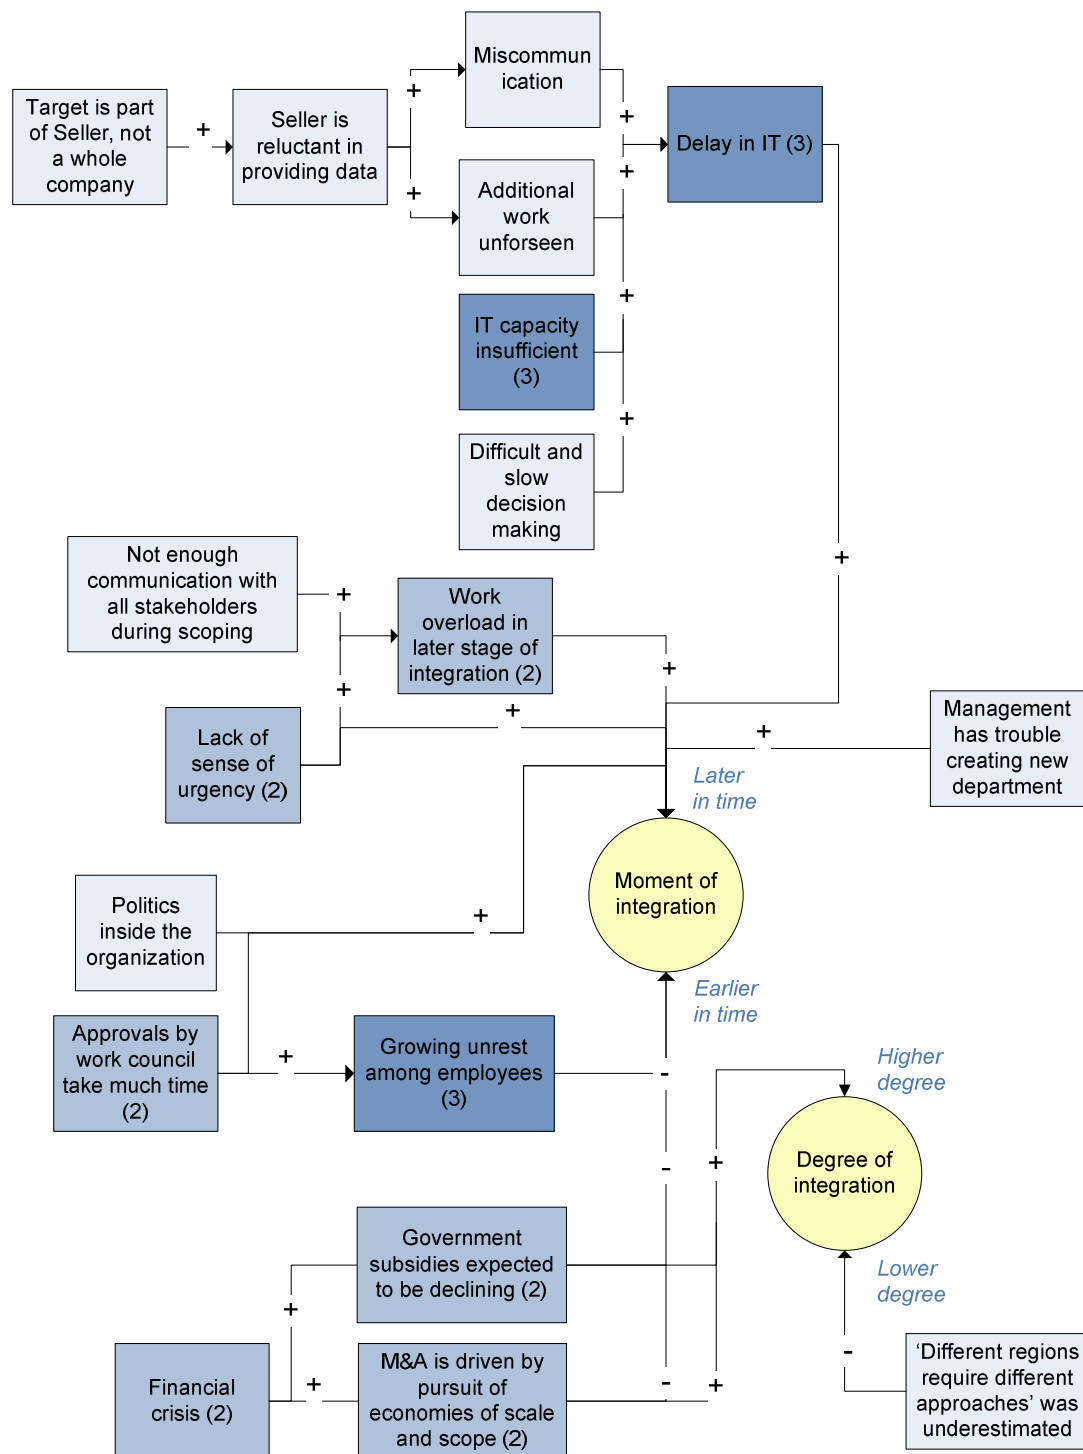 Miscommun
ication
Target is part
of Seller, not
a whole
company
+
Seller is
reluctant in
providing data
+
+
+
Delay in IT (3)
+
+
Additional
work
unforseen
+
IT capacity
insufficient
(3)
+
Difficult and
slow
decision
making
+
Not enough
communication with
all stakeholders
during scoping
+
Work
overload in
later stage of
integration (2)
+
+
+
Lack of
sense of
urgency (2)
+
Management
has trouble
creating new
department
Later
in time
Moment of
integration
Politics
inside the
organization
+
Earlier
in time
Approvals by
work council
take much time
(2)
+
Growing unrest
among employees
(3)
-
Higher
degree
-
+
Degree of
integration
Government
subsidies expected
to be declining (2)
Lower
degree
+
Financial
crisis (2)
+
M&A is driven by
pursuit of
economies of scale
and scope (2)
-
+
-
‘Different regions
require different
approaches’ was
underestimated